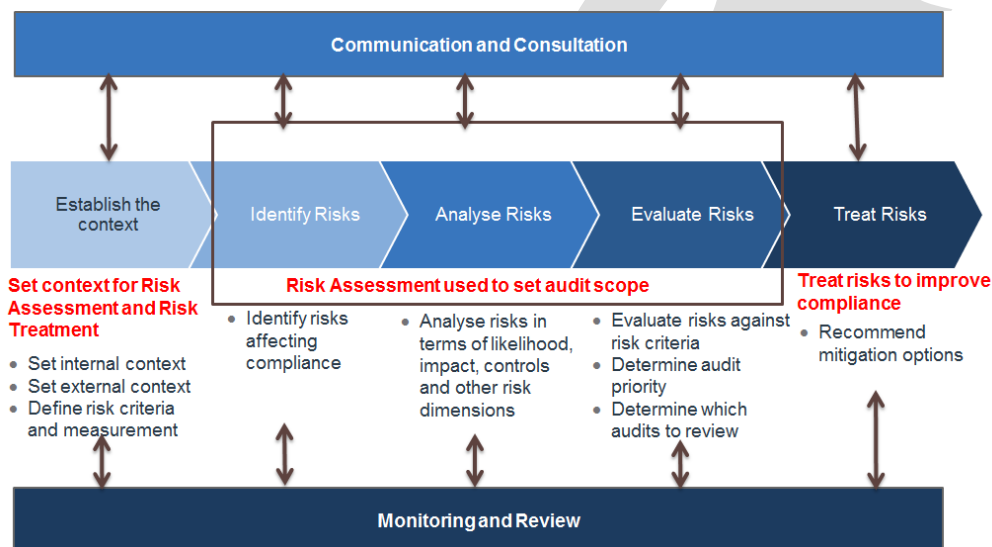 Communication and Consultation
Establish the
context
Identify Risks
Analyse Risks
Evaluate Risks
Treat Risks
Set context for Risk
Assessment and Risk
Treatment
• Set internal context
• Set external context
• Define risk criteria
and measurement
Risk Assessment used to set audit scope
• Identify risks
affecting
compliance
• Analyse risks in
terms of likelihood,
impact, controls
and other risk
dimensions
• Evaluate risks against
risk criteria
• Determine audit
priority
• Determine which
audits to review
Treat risks to improve
compliance
• Recommend
mitigation options
Monitoring and Review